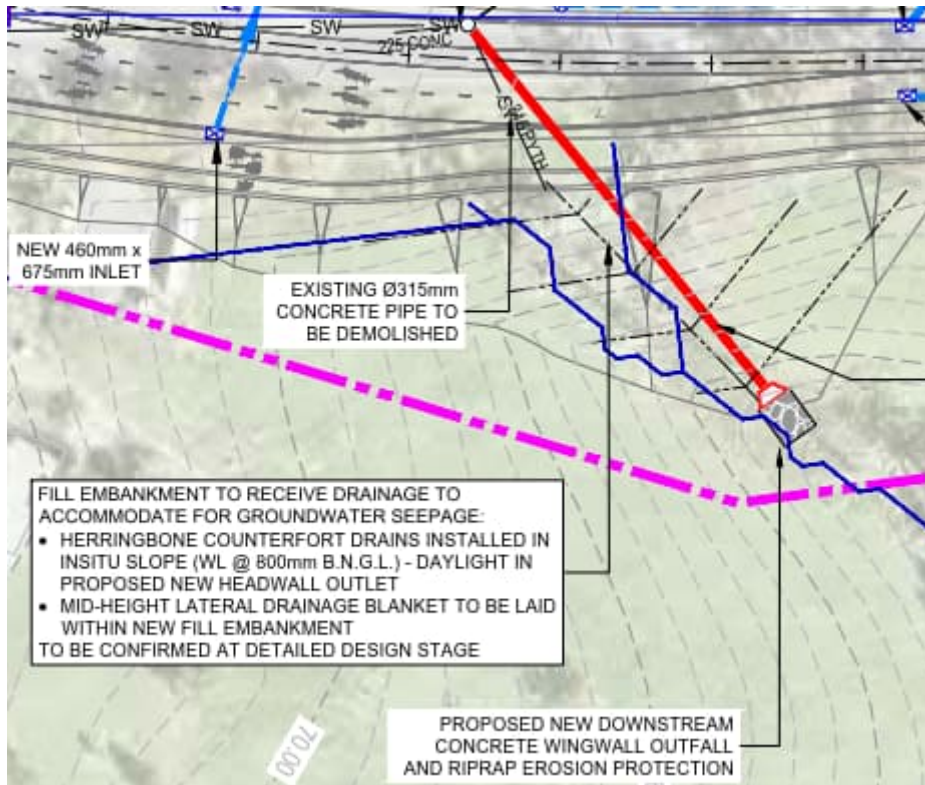 SW
SW
SW
SW
225 CONC
SW
NEW 460mm x
675mm INLET
EXISTING Ø315mm
CONCRETE PIPE TO
BE DEMOLISHED
FILL EMBANKMENT TO RECEIVE DRAINAGE TO
ACCOMMODATE FOR GROUNDWATER SEEPAGE:
• HERRINGBONE COUNTERFORT DRAINS INSTALLED IN
INSITU SLOPE (WL @ 800mm B.N.G.L.) - DAYLIGHT IN
PROPOSED NEW HEADWALL OUTLET
• MID-HEIGHT LATERAL DRAINAGE BLANKET TO BE LAID
WITHIN NEW FILL EMBANKMENT
TO BE CONFIRMED AT DETAILED DESIGN STAGE
PROPOSED NEW DOWNSTREAM
CONCRETE WINGWALL OUTFALL
AND RIPRAP EROSION PROTECTION
70.00